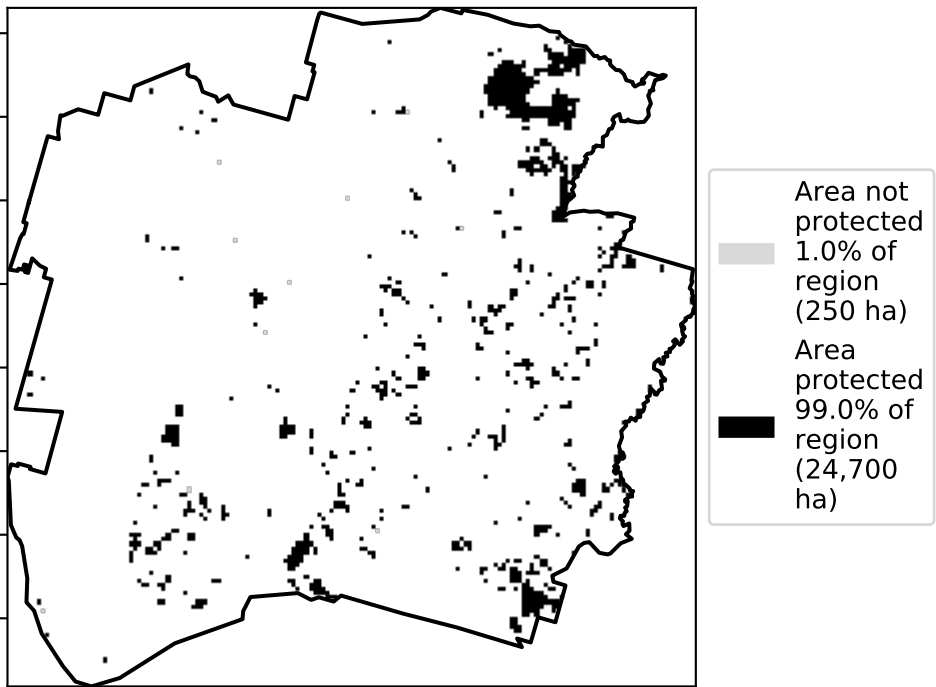 Area not
protected
1.0% of
region
(250 ha)
Area
protected
99.0% of
region
(24,700
ha)